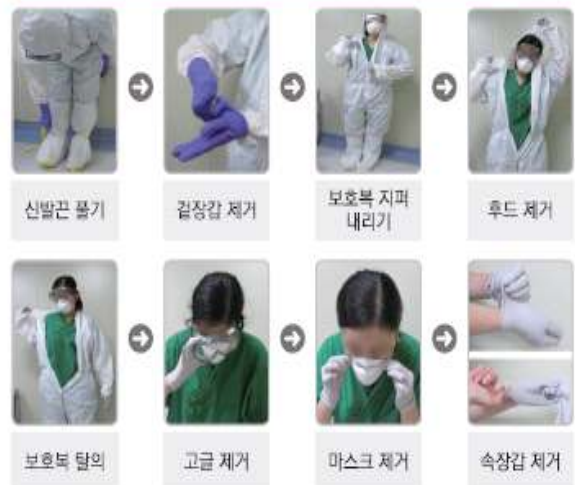 신발끈 풀기
겉장갑 제거
보호복 지퍼
내리기
후드 제거
보호복 탈의
고글 제거
마스크 제거
속장갑 제거